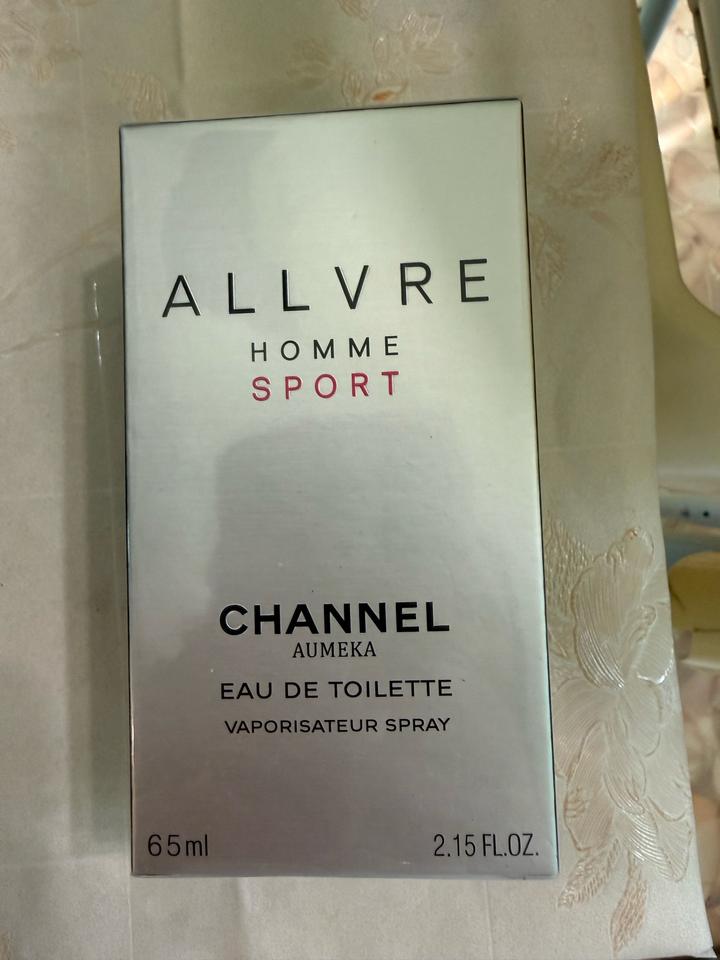 ALLVRE
HOMME
SPORT
CHANNEL
AUMEKA
EAU DE TOILETTE
VAPORISATEUR SPRAY
65ml 2.15 FL.OZ.